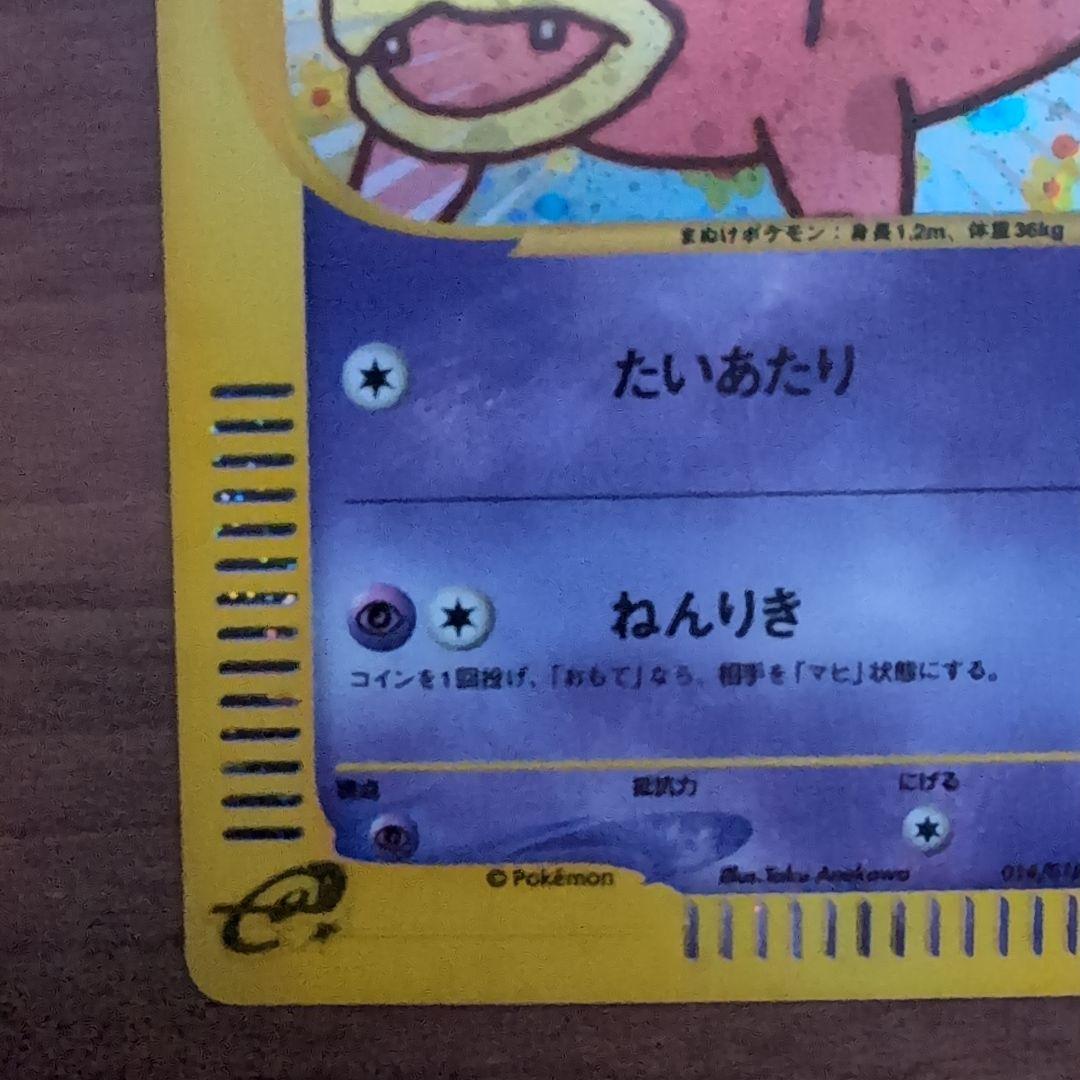 まぬけポケモン：身長1.2m、体重36kg
たいあたり
ねんりき
コインを1回投げ、「おもて」なら、相手を「マヒ」状態にする。
弱点 抵抗力 にげる
© Pokémon
Illus.
e